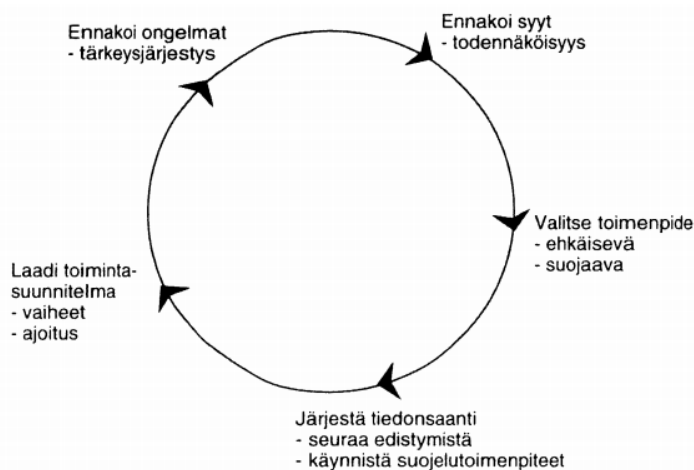 Ennakoi ongelmat
- tärkeysjärjestys
Ennakoi syyt
- todennäköisyys
Valitse toimenpide
- ehkäisevä
- suojaava
Järjestä tiedonsaanti
- seuraa edistymistä
- käynnistä suojelutoimenpiteet
Laadi toiminta-
suunnitelma
- vaiheet
- ajoitus